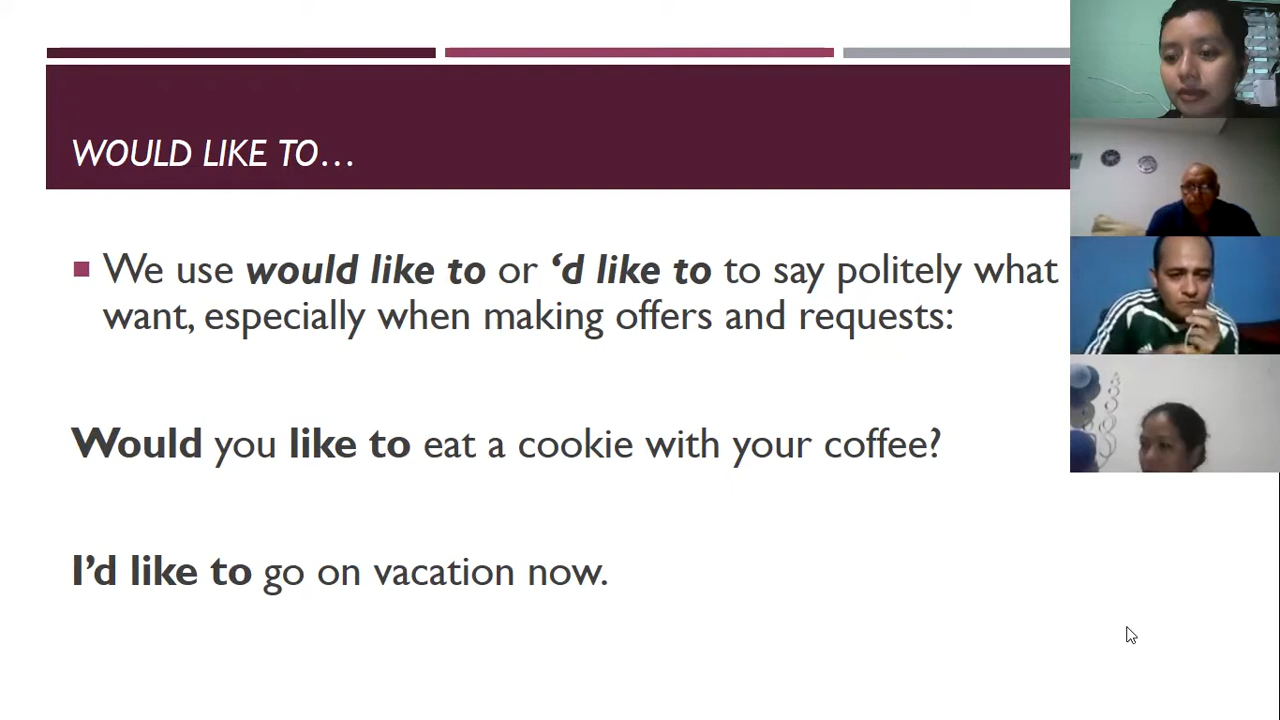 WOULD LIKE TO…
We use would like to or ‘d like to to say politely what
want, especially when making offers and requests:
Would you like to eat a cookie with your coffee?
I’d like to go on vacation now.